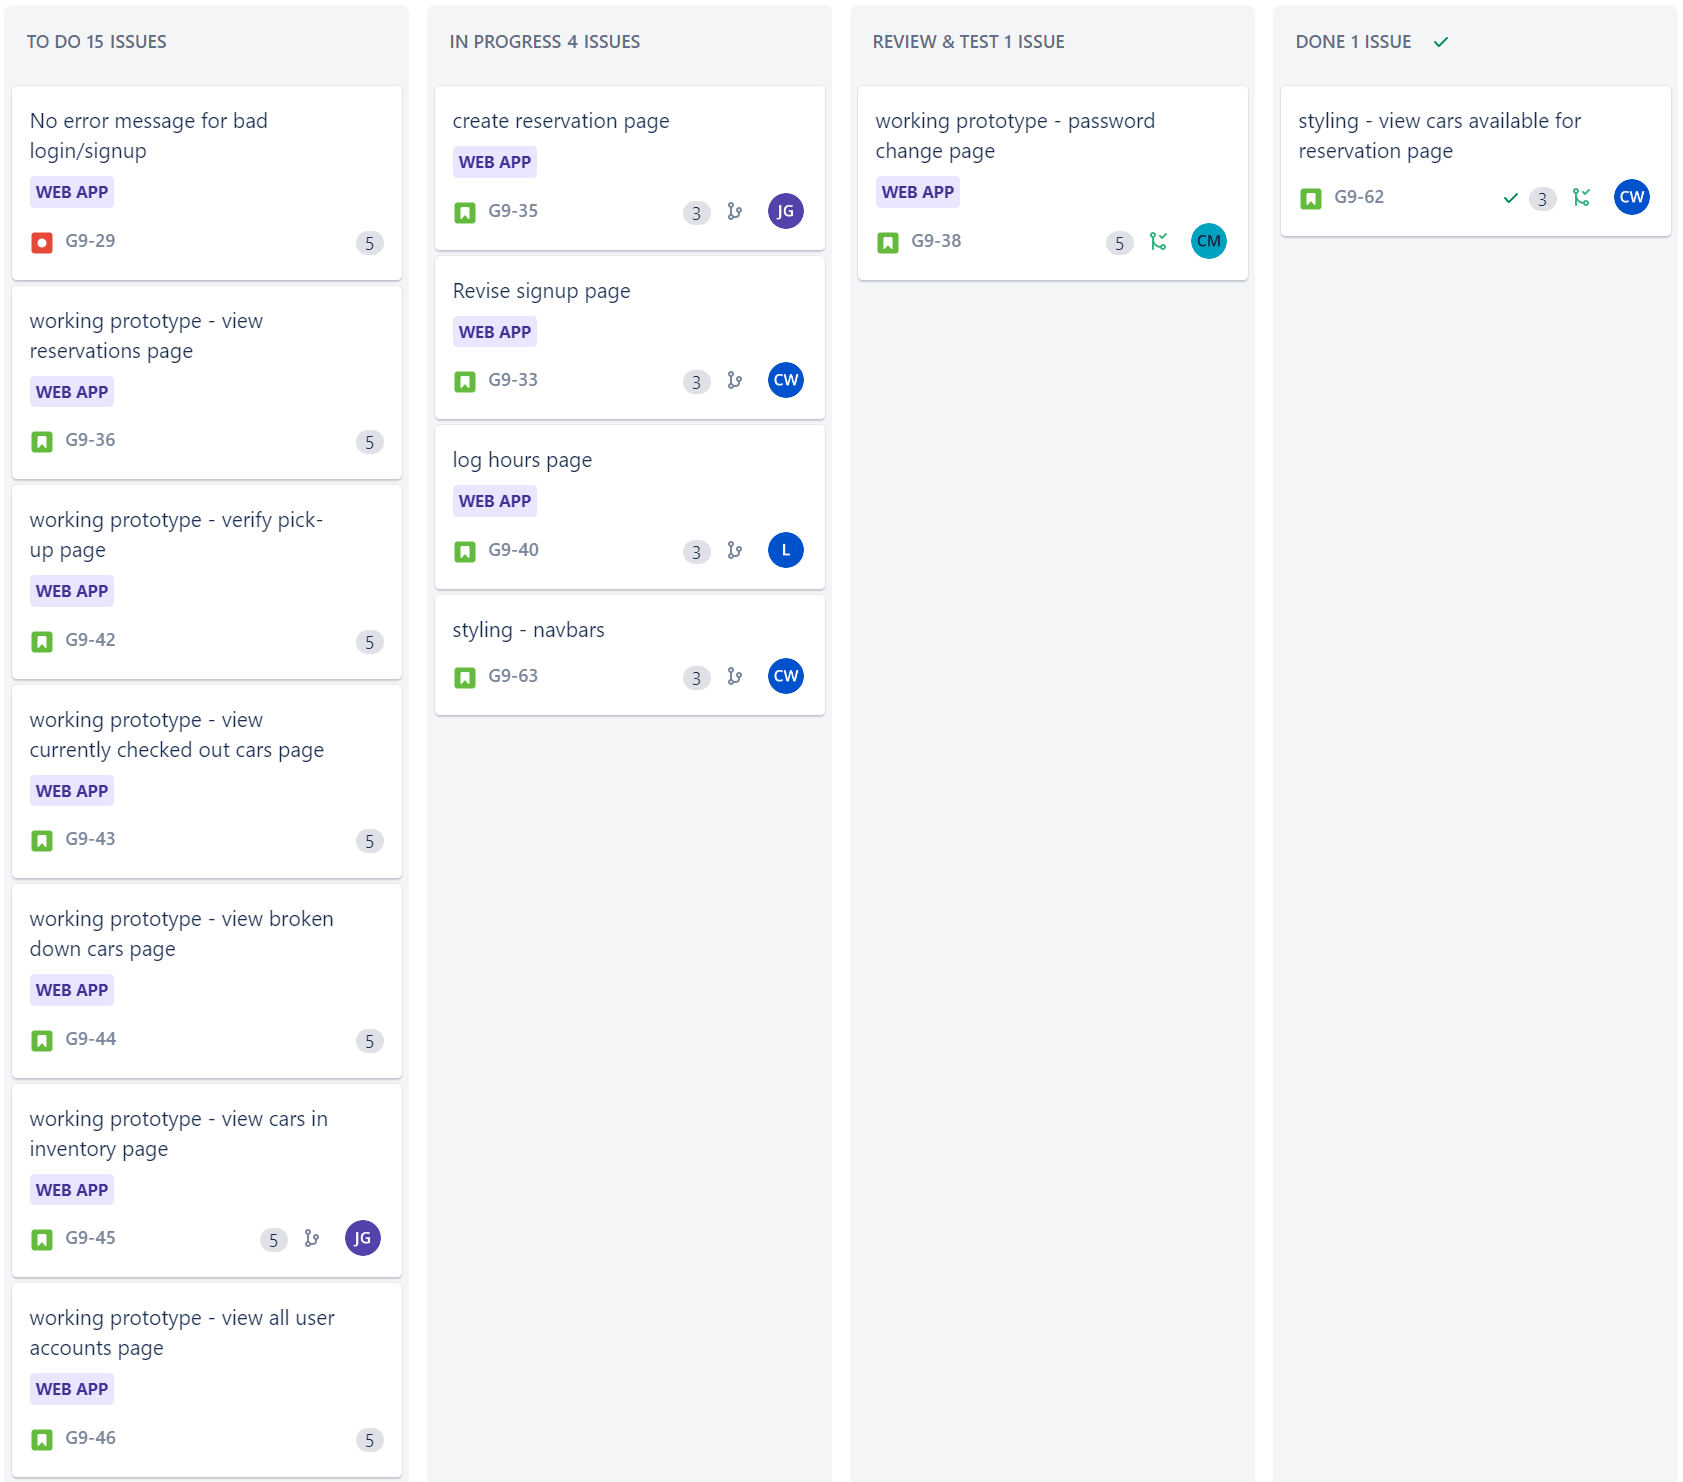 TO DO 15 ISSUES
No error message for bad
login/signup
WEB APP
G9-29 5
working prototype - view
reservations page
WEB APP
G9-36 5
working prototype - verify pick-
up page
WEB APP
G9-42 5
working prototype - view
currently checked out cars page
WEB APP
G9-43 5
working prototype - view broken
down cars page
WEB APP
G9-44 5
working prototype - view cars in
inventory page
WEB APP
G9-45 5 JG
working prototype - view all user
accounts page
WEB APP
G9-46 5
IN PROGRESS 4 ISSUES
create reservation page
WEB APP
G9-35 3 JG
Revise signup page
WEB APP
G9-33 3 CW
log hours page
WEB APP
G9-40 3 L
styling - navbars
G9-63 3 CW
REVIEW & TEST 1 ISSUE
working prototype - password
change page
WEB APP
G9-38 5 CM
DONE 1 ISSUE
styling - view cars available for
reservation page
G9-62 3 CW